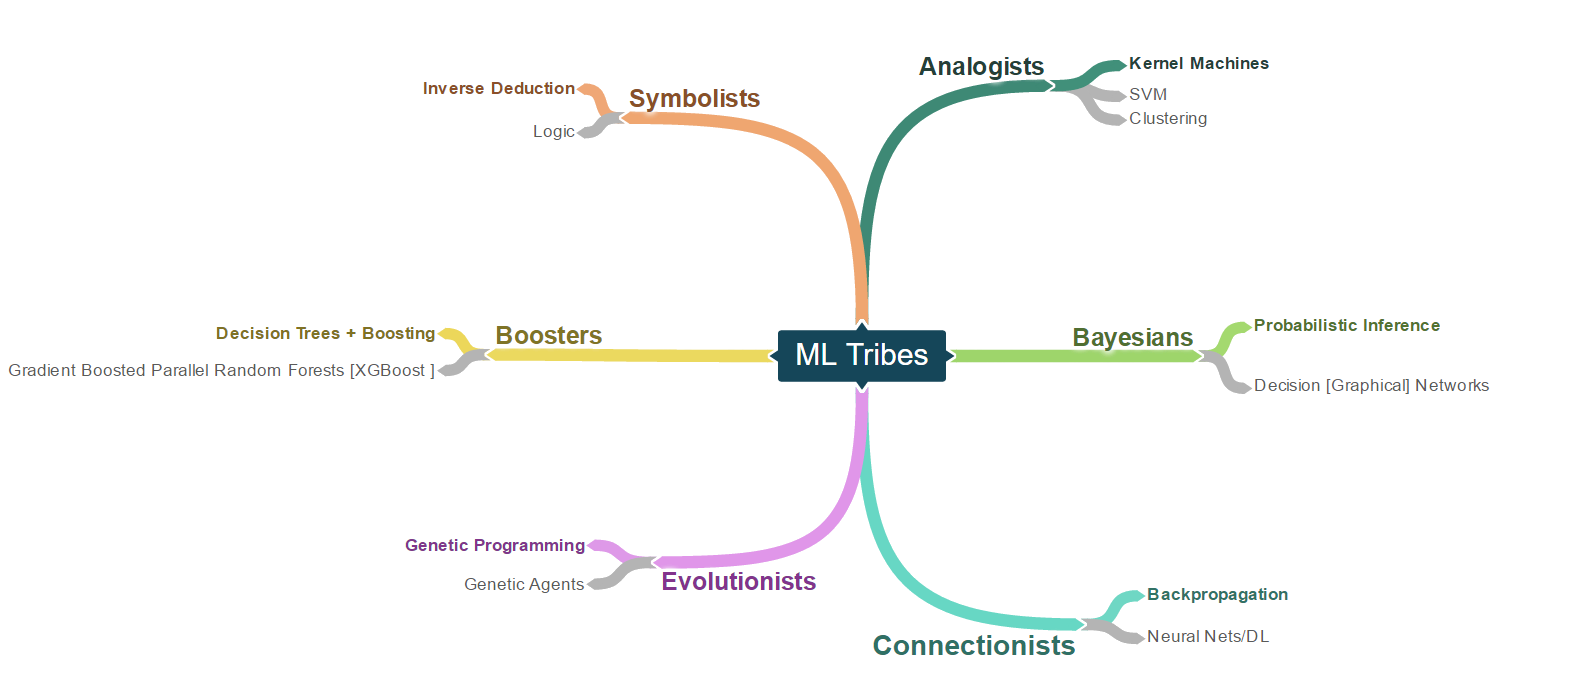 Analogists
Kernel Machines
SVM
Clustering
Symbolists
Inverse Deduction
Logic
Boosters
Decision Trees + Boosting
Gradient Boosted Parallel Random Forests [XGBoost ]
ML Tribes
Bayesians
Probabilistic Inference
Decision [Graphical] Networks
Genetic Programming
Genetic Agents
Evolutionists
Backpropagation
Neural Nets/DL
Connectionists